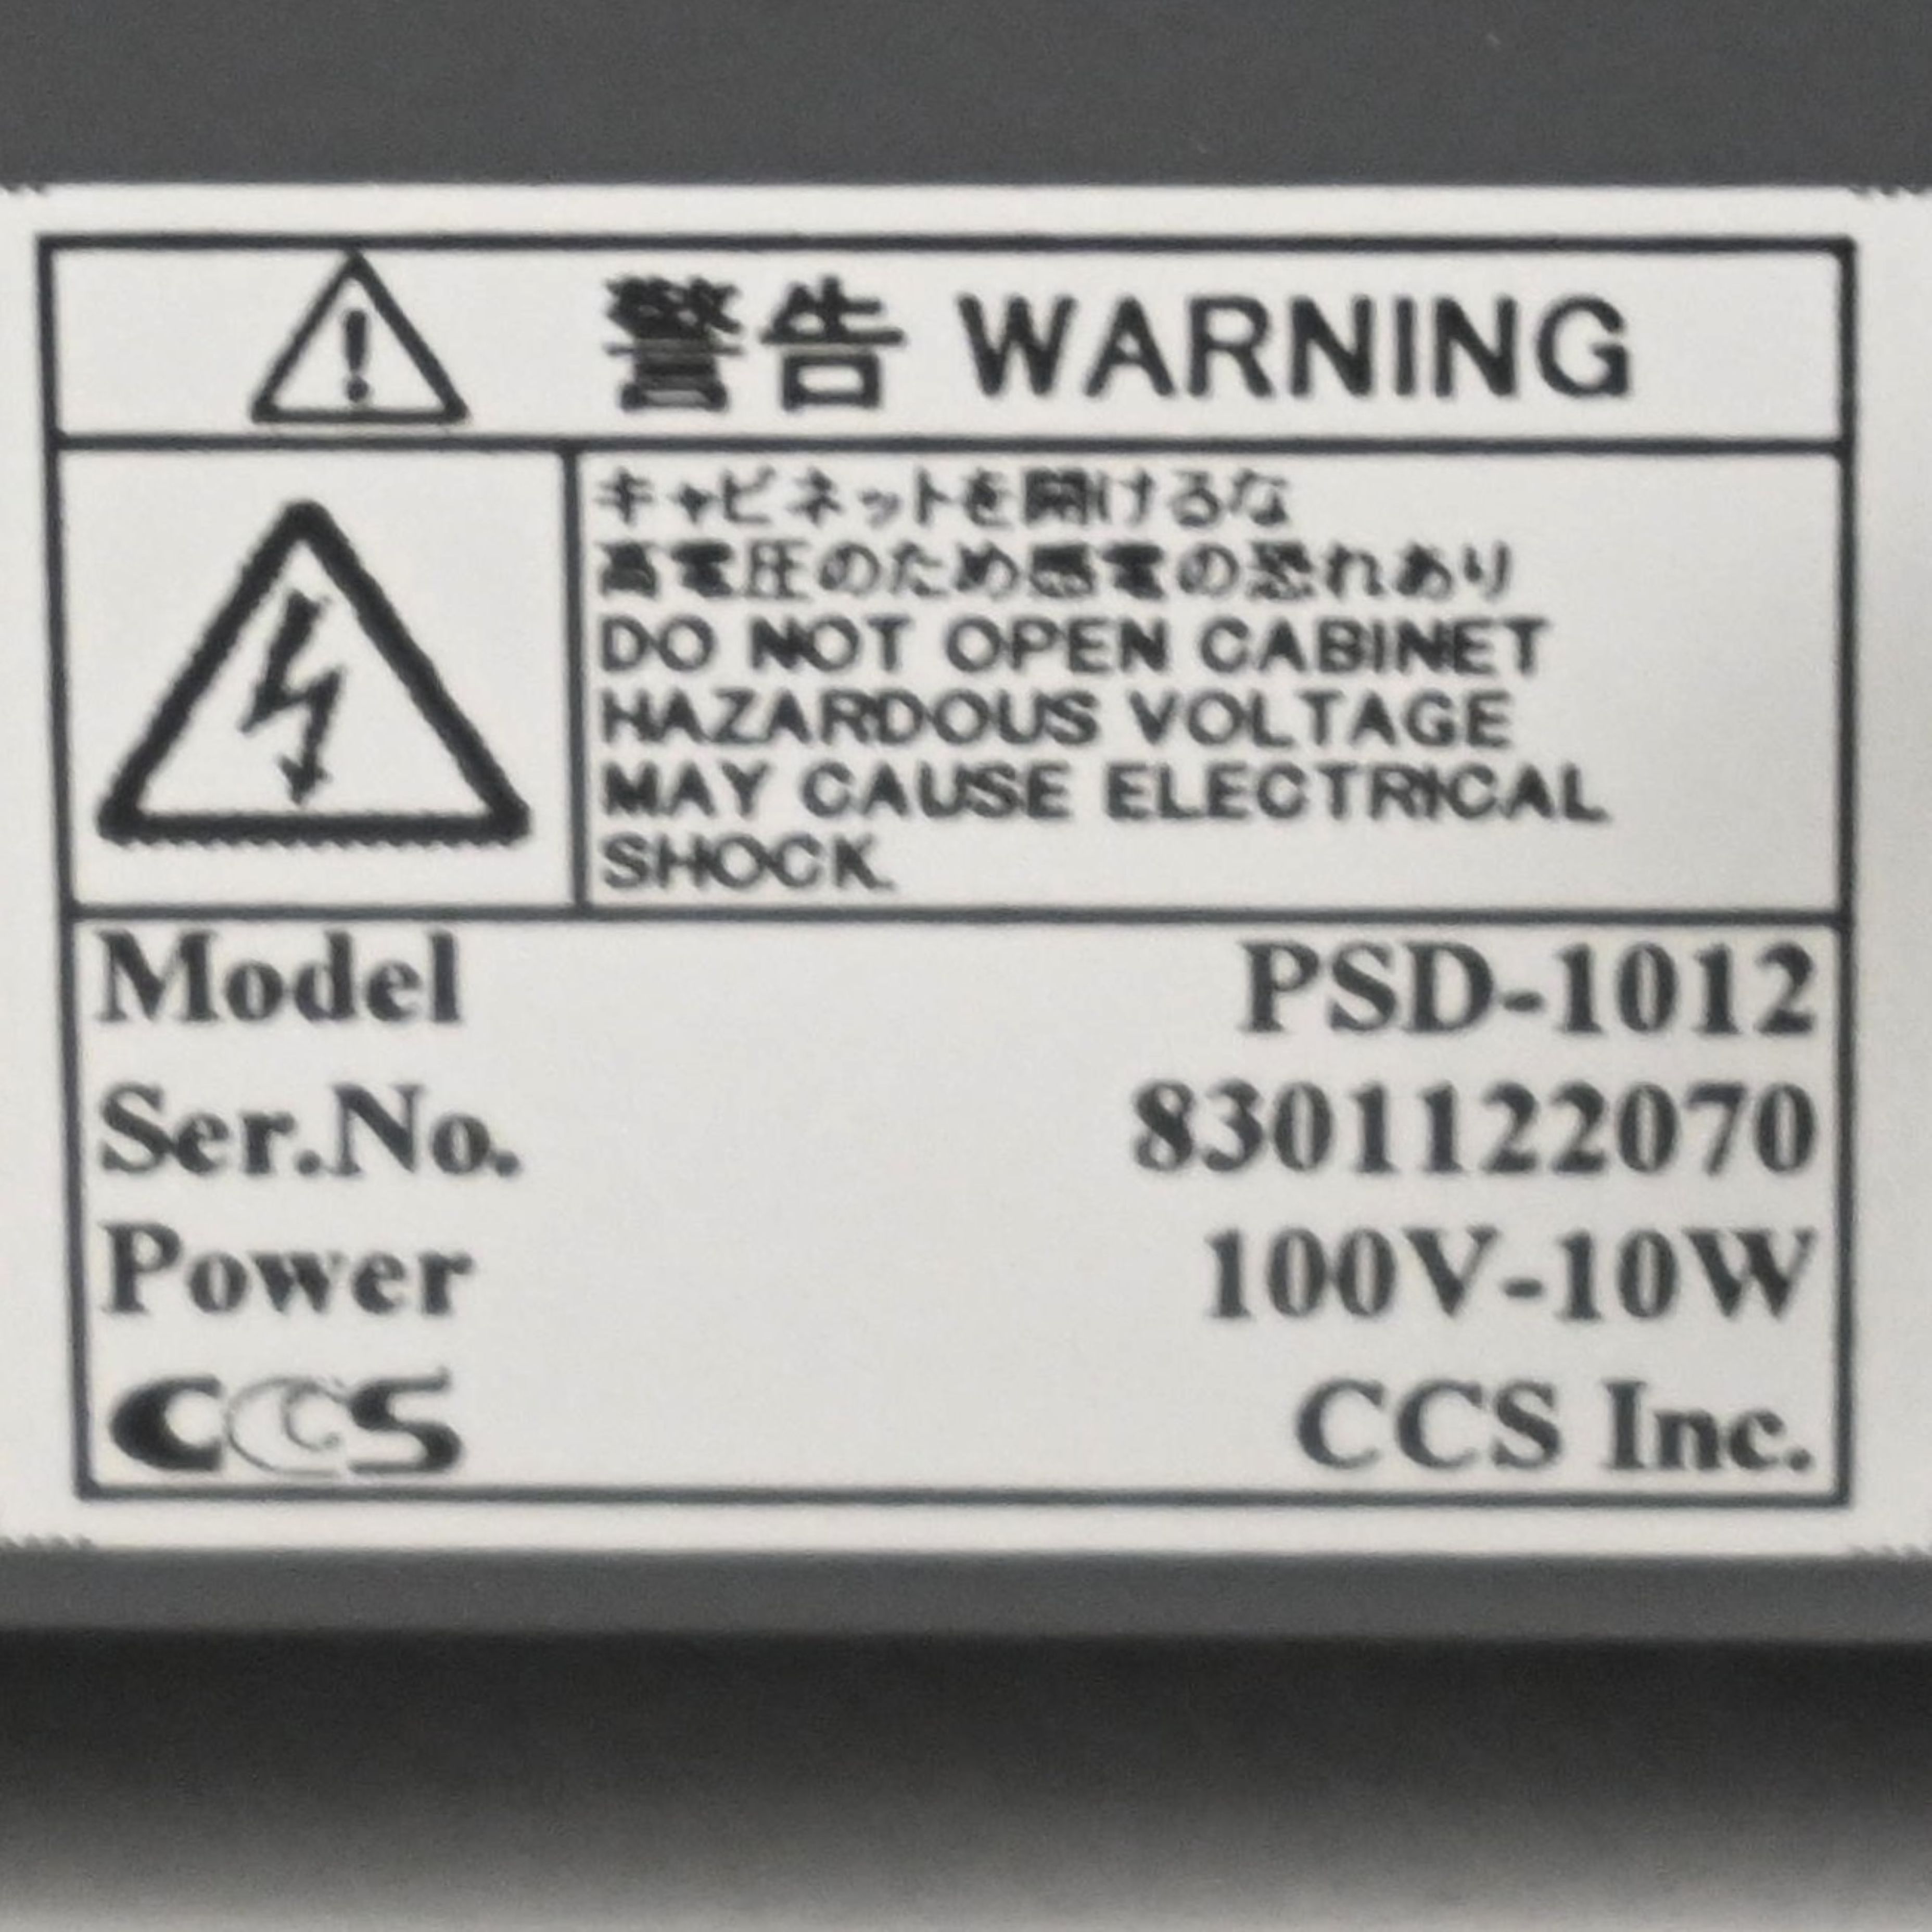 警告 WARNING
キャビネットを開けるな
高電圧のため感電の恐れあり
DO NOT OPEN CABINET
HAZARDOUS VOLTAGE
MAY CAUSE ELECTRICAL
SHOCK.
Model PSD-1012
Ser.No. 8301122070
Power 100V-10W
CCS CCS Inc.